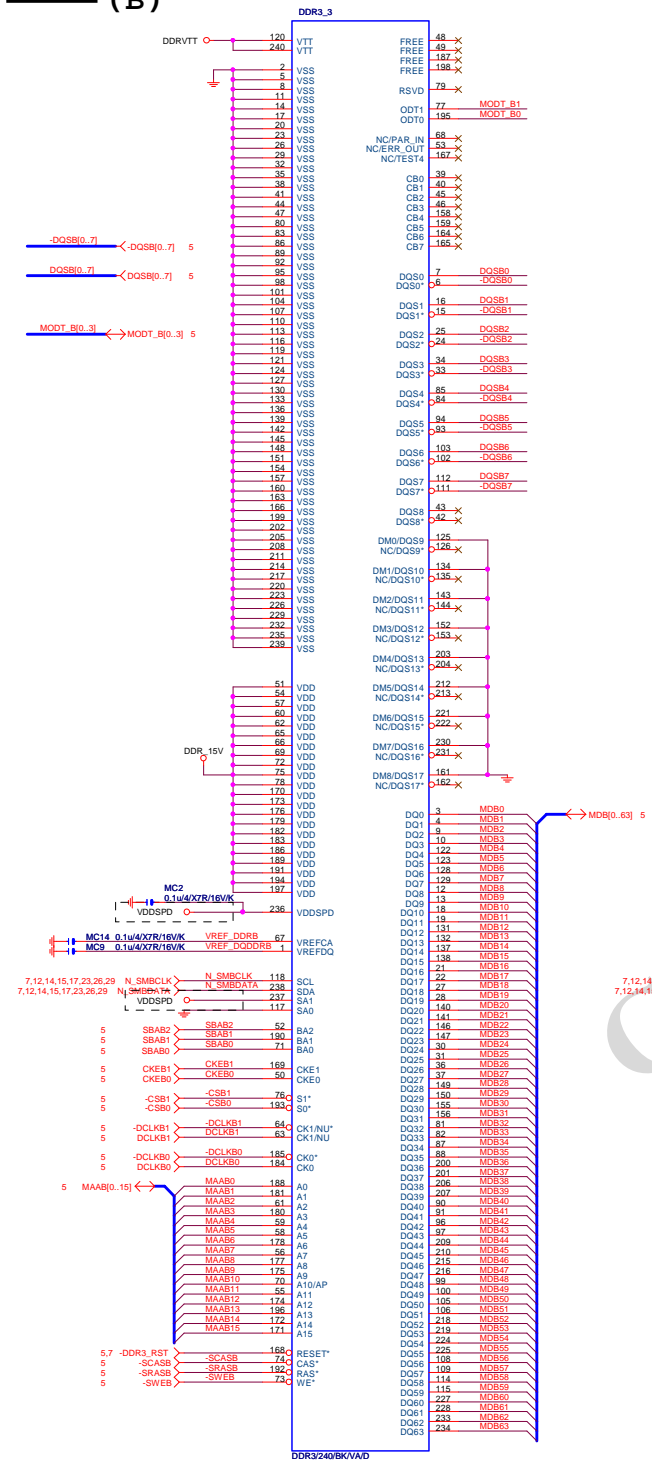 (B)
DDR3_3
DDRVTT 120 VTT
240 VTT
2 VSS
5 VSS
8 VSS
11 VSS
14 VSS
17 VSS
20 VSS
23 VSS
26 VSS
29 VSS
32 VSS
35 VSS
38 VSS
41 VSS
44 VSS
47 VSS
80 VSS
83 VSS
86 VSS
89 VSS
92 VSS
95 VSS
98 VSS
101 VSS
104 VSS
107 VSS
110 VSS
113 VSS
116 VSS
119 VSS
121 VSS
124 VSS
127 VSS
130 VSS
133 VSS
136 VSS
139 VSS
142 VSS
145 VSS
148 VSS
151 VSS
154 VSS
157 VSS
160 VSS
163 VSS
166 VSS
199 VSS
202 VSS
205 VSS
208 VSS
211 VSS
214 VSS
217 VSS
220 VSS
223 VSS
226 VSS
229 VSS
232 VSS
235 VSS
239 VSS
-DQSB[0..7] -DQSB[0..7] 5
DQSB[0..7] DQSB[0..7] 5
MODT_B[0..3] MODT_B[0..3] 5
51 VDD
54 VDD
57 VDD
60 VDD
62 VDD
65 VDD
66 VDD
69 VDD
72 VDD
DDR_15V 75 VDD
78 VDD
170 VDD
173 VDD
176 VDD
179 VDD
182 VDD
183 VDD
186 VDD
189 VDD
191 VDD
194 VDD
197 VDD
MC2
0.1u/4/X7R/16V/K
VDDSPD 236 VDDSPD
MC14 0.1u/4/X7R/16V/K VREF_DDRB 67 VREFCA
MC9 0.1u/4/X7R/16V/K VREF_DQDDRB 1 VREFDQ
7,12,14,15,17,23,26,29 N_SMBCLK N_SMBCLK 118 SCL
7,12,14,15,17,23,26,29 N_SMBDATA N_SMBDATA 238 SDA
VDDSPD 237 SA1
117 SA0
5 SBAB2 SBAB2 52 BA2
5 SBAB1 SBAB1 190 BA1
5 SBAB0 SBAB0 71 BA0
5 CKEB1 CKEB1 169 CKE1
5 CKEB0 CKEB0 50 CKE0
5 -CSB1 -CSB1 76 S1*
5 -CSB0 -CSB0 193 S0*
5 -DCLKB1 -DCLKB1 64 CK1/NU*
5 DCLKB1 DCLKB1 63 CK1/NU
5 -DCLKB0 -DCLKB0 185 CK0*
5 DCLKB0 DCLKB0 184 CK0
5 MAAB[0..15] MAAB0 188 A0
MAAB1 181 A1
MAAB2 61 A2
MAAB3 180 A3
MAAB4 59 A4
MAAB5 58 A5
MAAB6 178 A6
MAAB7 56 A7
MAAB8 177 A8
MAAB9 175 A9
MAAB10 70 A10/AP
MAAB11 55 A11
MAAB12 174 A12
MAAB13 196 A13
MAAB14 172 A14
MAAB15 171 A15
5,7 -DDR3_RST 168 RESET*
5 -SCASB -SCASB 74 CAS*
5 -SRASB -SRASB 192 RAS*
5 -SWEB -SWEB 73 WE*
FREE 48
FREE 49
FREE 187
FREE 198
RSVD 79
ODT1 77 MODT_B1
ODT0 195 MODT_B0
NC/PAR_IN 68
NC/ERR_OUT 53
NC/TEST4 167
CB0 39
CB1 40
CB2 45
CB3 46
CB4 158
CB5 159
CB6 164
CB7 165
DQS0 7 DQSB0
DQS0* 6 -DQSB0
DQS1 16 DQSB1
DQS1* 15 -DQSB1
DQS2 25 DQSB2
DQS2* 24 -DQSB2
DQS3 34 DQSB3
DQS3* 33 -DQSB3
DQS4 85 DQSB4
DQS4* 84 -DQSB4
DQS5 94 DQSB5
DQS5* 93 -DQSB5
DQS6 103 DQSB6
DQS6* 102 -DQSB6
DQS7 112 DQSB7
DQS7* 111 -DQSB7
DQS8 43
DQS8* 42
DM0/DQS9 125
NC/DQS9* 126
DM1/DQS10 134
NC/DQS10* 135
DM2/DQS11 143
NC/DQS11* 144
DM3/DQS12 152
NC/DQS12* 153
DM4/DQS13 203
NC/DQS13* 204
DM5/DQS14 212
NC/DQS14* 213
DM6/DQS15 221
NC/DQS15* 222
DM7/DQS16 230
NC/DQS16* 231
DM8/DQS17 161
NC/DQS17* 162
DQ0 3 MDB0 MDB[0..63] 5
DQ1 4 MDB1
DQ2 9 MDB2
DQ3 10 MDB3
DQ4 122 MDB4
DQ5 123 MDB5
DQ6 128 MDB6
DQ7 129 MDB7
DQ8 12 MDB8
DQ9 13 MDB9
DQ10 18 MDB10
DQ11 19 MDB11
DQ12 131 MDB12
DQ13 132 MDB13
DQ14 137 MDB14
DQ15 138 MDB15
DQ16 21 MDB16
DQ17 22 MDB17
DQ18 27 MDB18
DQ19 28 MDB19
DQ20 140 MDB20
DQ21 141 MDB21
DQ22 146 MDB22
DQ23 147 MDB23
DQ24 30 MDB24
DQ25 31 MDB25
DQ26 36 MDB26
DQ27 37 MDB27
DQ28 149 MDB28
DQ29 150 MDB29
DQ30 155 MDB30
DQ31 156 MDB31
DQ32 81 MDB32
DQ33 82 MDB33
DQ34 87 MDB34
DQ35 88 MDB35
DQ36 200 MDB36
DQ37 201 MDB37
DQ38 206 MDB38
DQ39 207 MDB39
DQ40 90 MDB40
DQ41 91 MDB41
DQ42 96 MDB42
DQ43 97 MDB43
DQ44 209 MDB44
DQ45 210 MDB45
DQ46 215 MDB46
DQ47 216 MDB47
DQ48 99 MDB48
DQ49 100 MDB49
DQ50 105 MDB50
DQ51 106 MDB51
DQ52 218 MDB52
DQ53 219 MDB53
DQ54 224 MDB54
DQ55 225 MDB55
DQ56 108 MDB56
DQ57 109 MDB57
DQ58 114 MDB58
DQ59 115 MDB59
DQ60 227 MDB60
DQ61 228 MDB61
DQ62 233 MDB62
DQ63 234 MDB63
7,12,14
7,12,14,1
DDR3/240/BK/VA/D